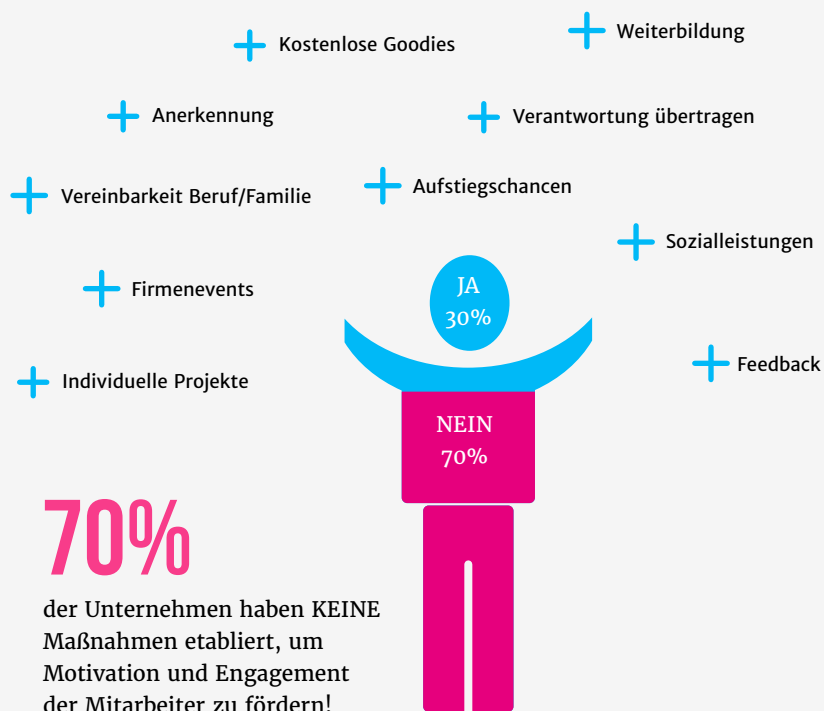 Kostenlose Goodies
Weiterbildung
Anerkennung
Verantwortung übertragen
Vereinbarkeit Beruf/Familie
Aufstiegschancen
Sozialleistungen
Firmenevents
JA
30%
Feedback
Individuelle Projekte
NEIN
70%
70%
der Unternehmen haben KEINE
Maßnahmen etabliert, um
Motivation und Engagement
der Mitarbeiter zu fördern!